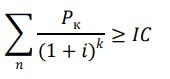 ∑ₙ Pₖ / (1 + i)ᵏ ≥ IC